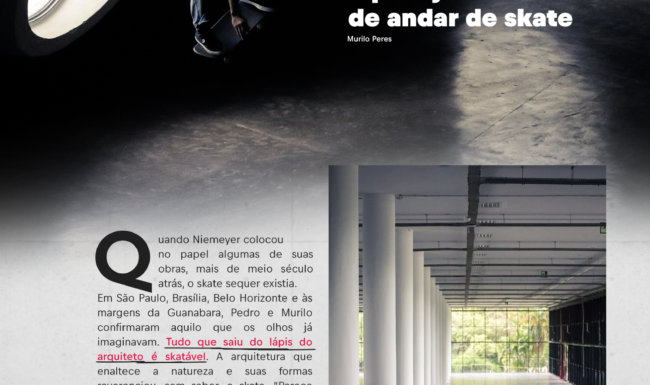 de andar de skate
Murilo Peres
Quando Niemeyer colocou
no papel algumas de suas
obras, mais de meio século
atrás, o skate sequer existia.
Em São Paulo, Brasília, Belo Horizonte e às
margens da Guanabara, Pedro e Murilo
confirmaram aquilo que os olhos já
imaginavam. Tudo que saiu do lápis do
arquiteto é skatável. A arquitetura que
enaltece a natureza e suas formas